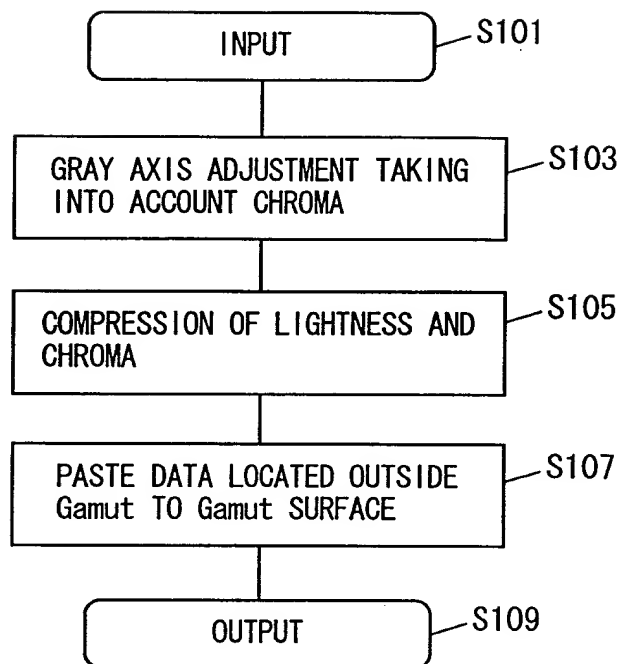 INPUT
S101
GRAY AXIS ADJUSTMENT TAKING
INTO ACCOUNT CHROMA
S103
COMPRESSION OF LIGHTNESS AND
CHROMA
S105
PASTE DATA LOCATED OUTSIDE
Gamut TO Gamut SURFACE
S107
OUTPUT
S109